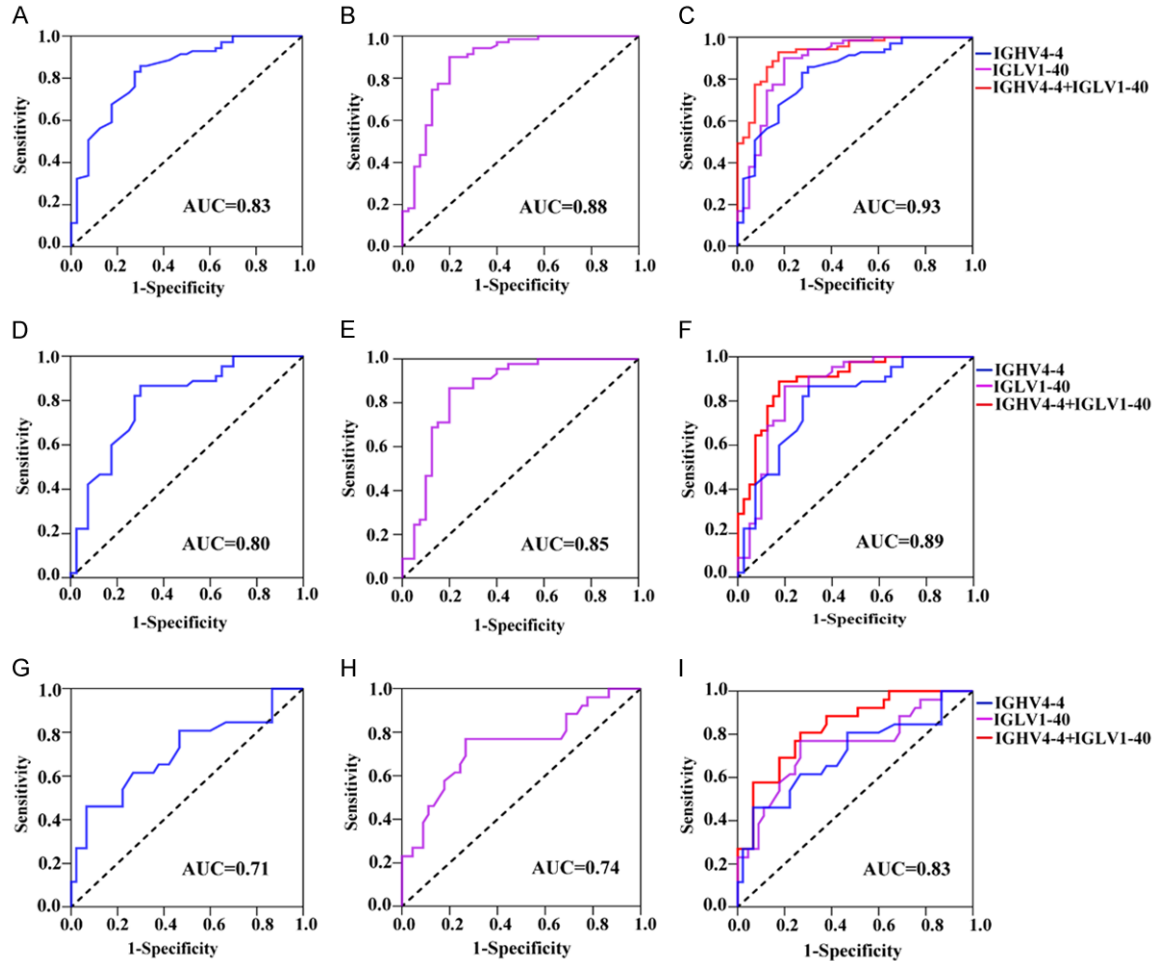 A
B
C
1.0
0.8
0.6
0.4
0.2
0.0
Sensitivity
AUC=0.83
0.0 0.2 0.4 0.6 0.8 1.0
1-Specificity
1.0
0.8
0.6
0.4
0.2
0.0
Sensitivity
AUC=0.88
0.0 0.2 0.4 0.6 0.8 1.0
1-Specificity
1.0
0.8
0.6
0.4
0.2
0.0
Sensitivity
AUC=0.93
0.0 0.2 0.4 0.6 0.8 1.0
1-Specificity
IGHV4-4
IGLV1-40
IGHV4-4+IGLV1-40
D
E
F
1.0
0.8
0.6
0.4
0.2
0.0
Sensitivity
AUC=0.80
0.0 0.2 0.4 0.6 0.8 1.0
1-Specificity
1.0
0.8
0.6
0.4
0.2
0.0
Sensitivity
AUC=0.85
0.0 0.2 0.4 0.6 0.8 1.0
1-Specificity
1.0
0.8
0.6
0.4
0.2
0.0
Sensitivity
AUC=0.89
0.0 0.2 0.4 0.6 0.8 1.0
1-Specificity
IGHV4-4
IGLV1-40
IGHV4-4+IGLV1-40
G
H
I
1.0
0.8
0.6
0.4
0.2
0.0
Sensitivity
AUC=0.71
0.0 0.2 0.4 0.6 0.8 1.0
1-Specificity
1.0
0.8
0.6
0.4
0.2
0.0
Sensitivity
AUC=0.74
0.0 0.2 0.4 0.6 0.8 1.0
1-Specificity
1.0
0.8
0.6
0.4
0.2
0.0
Sensitivity
AUC=0.83
0.0 0.2 0.4 0.6 0.8 1.0
1-Specificity
IGHV4-4
IGLV1-40
IGHV4-4+IGLV1-40